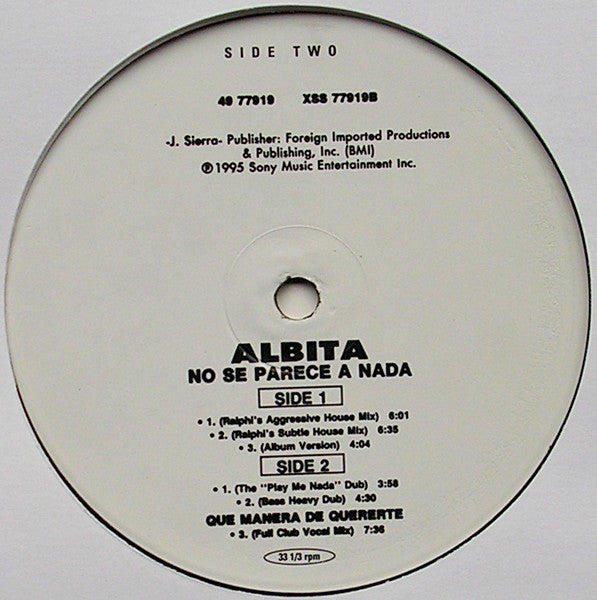 SIDE TWO
49 77919 XSS 77919B
-J. Sierra- Publisher: Foreign Imported Productions
& Publishing, Inc. (BMI)
℗1995 Sony Music Entertainment Inc.
ALBITA
NO SE PARECE A NADA
SIDE 1
• 1. (Ralphi's Aggressive House Mix) 6:01
• 2. (Ralphi's Subtle House Mix) 6:35
• 3. (Album Version) 4:04
SIDE 2
• 1. (The "Play Me Nada" Dub) 3:58
• 2. (Bass Heavy Dub) 4:30
QUE MANERA DE QUERERTE
• 3. (Full Club Vocal Mix) 7:36
33 1/3 rpm